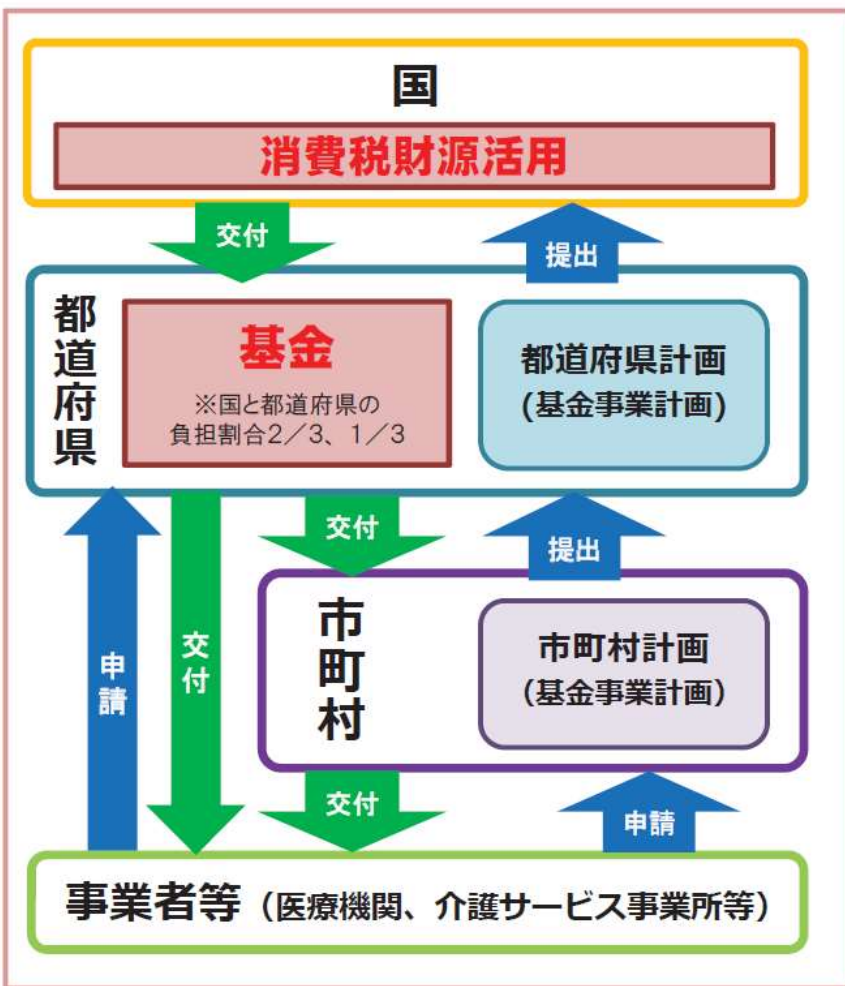 国
消費税財源活用
交付
提出
都道府県
基金
※国と都道府県の
負担割合2/3、1/3
都道府県計画
(基金事業計画)
交付
提出
申請
交付
市町村
市町村計画
（基金事業計画）
交付
申請
事業者等（医療機関、介護サービス事業所等）